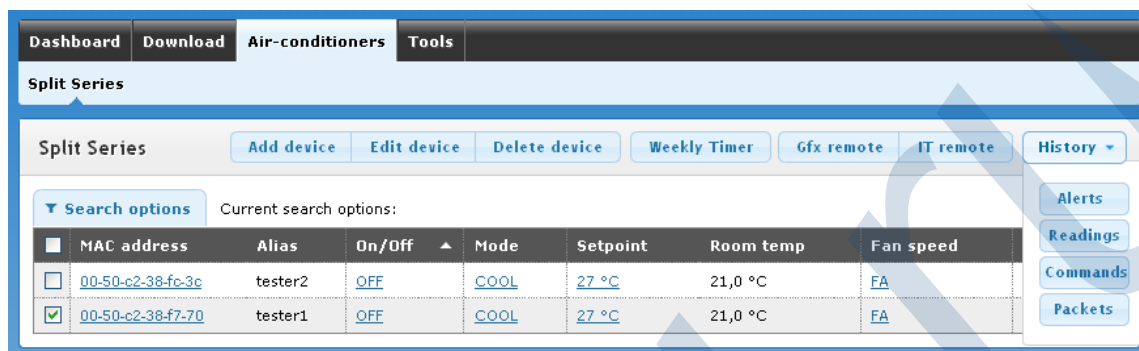 Dashboard Download Air-conditioners Tools
Split Series
Split Series Add device Edit device Delete device Weekly Timer Gfx remote IT remote History
Alerts
Search options Current search options:
Readings
MAC address Alias On/Off Mode Setpoint Room temp Fan speed
Commands
00-50-c2-38-fc-3c tester2 OFF COOL 27 °C 21,0 °C FA
Packets
00-50-c2-38-f7-70 tester1 OFF COOL 27 °C 21,0 °C FA